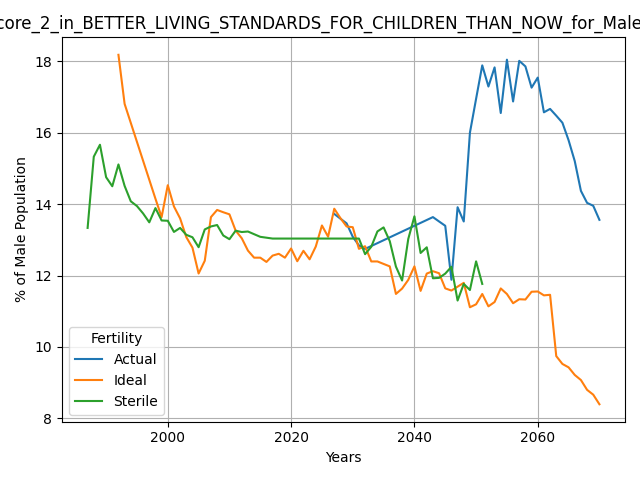 core_2_in_BETTER_LIVING_STANDARDS_FOR_CHILDREN_THAN_NOW_for_Male
18
16
14
12
10
8
% of Male Population
Fertility
Actual
Ideal
Sterile
2000 2020 2040 2060
Years